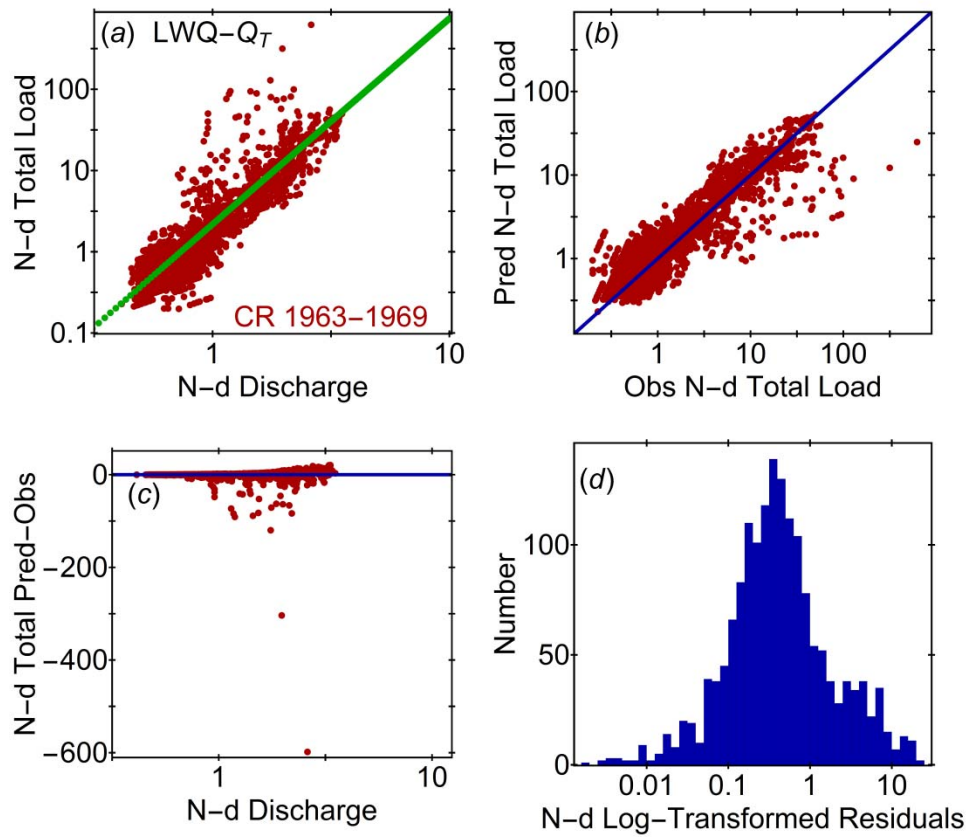 (a) LWQ−Q_T
N−d Total Load
100
10
1
0.1
CR 1963−1969
1
10
N−d Discharge
(b)
Pred N−d Total Load
100
10
1
1
10
100
Obs N−d Total Load
(c)
N−d Total Pred−Obs
0
−200
−400
−600
1
10
N−d Discharge
(d)
Number
100
50
0
0.01
0.1
1
10
N−d Log−Transformed Residuals